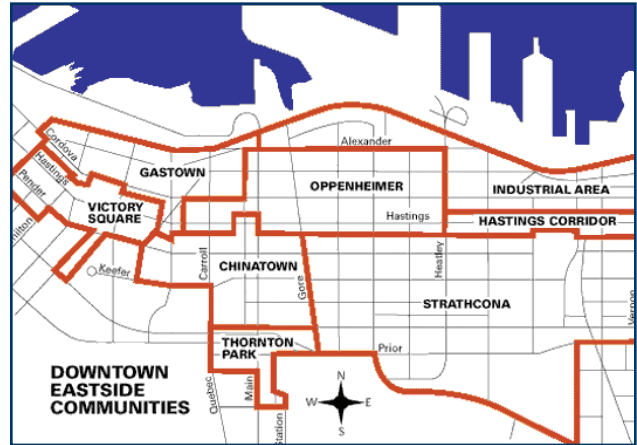 Alexander
Cordova
GASTOWN
OPPENHEIMER
INDUSTRIAL AREA
Hastings
Pender
VICTORY
SQUARE
Hastings
HASTINGS CORRIDOR
milton
Keefer
Carroll
CHINATOWN
Gore
Heatley
STRATHCONA
Vernon
THORNTON
PARK
Prior
DOWNTOWN
EASTSIDE
COMMUNITIES
Quebec
Main
Station
N
W
E
S